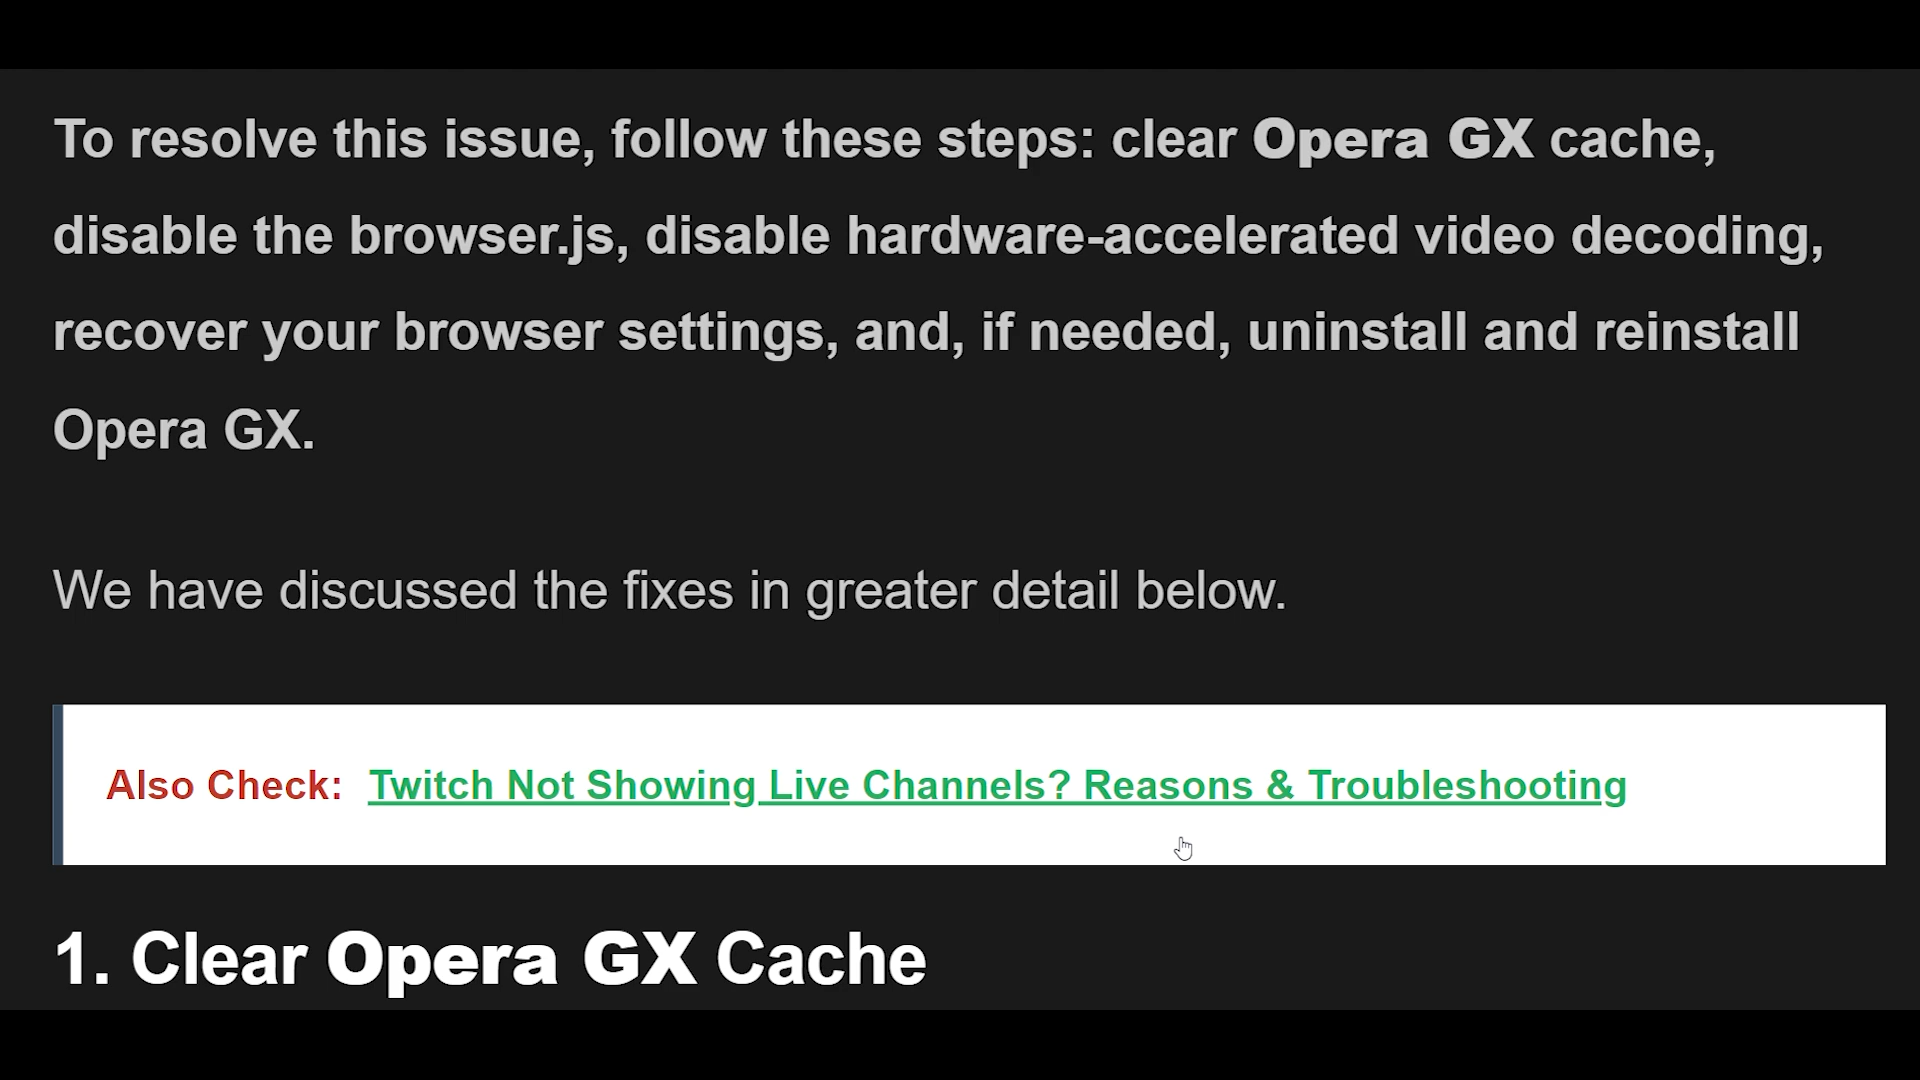 To resolve this issue, follow these steps: clear Opera GX cache,
disable the browser.js, disable hardware-accelerated video decoding,
recover your browser settings, and, if needed, uninstall and reinstall
Opera GX.
We have discussed the fixes in greater detail below.
Also Check: Twitch Not Showing Live Channels? Reasons & Troubleshooting
1. Clear Opera GX Cache